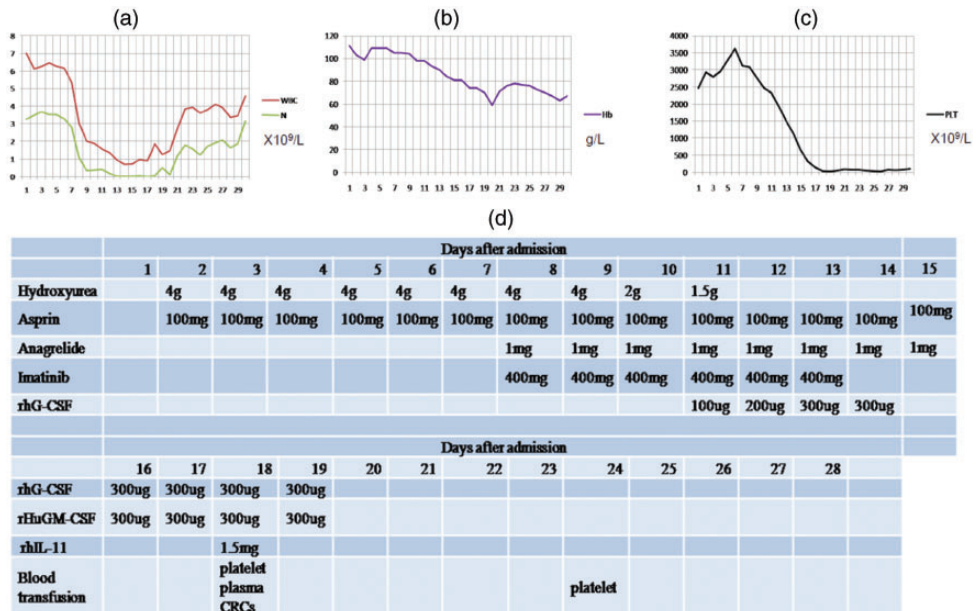 (a)
(b)
(c)
8
7
6
5
4
3
2
1
0
1 3 5 7 9 11 13 15 17 19 21 23 25 27 29
WBC
N
X10⁹/L
120
100
80
60
40
20
0
1 3 5 7 9 11 13 15 17 19 21 23 25 27 29
Hb
g/L
4000
3500
3000
2500
2000
1500
1000
500
0
1 3 5 7 9 11 13 15 17 19 21 23 25 27 29
PLT
X10⁹/L
(d)
Days after admission
1 2 3 4 5 6 7 8 9 10 11 12 13 14 15
Hydroxyurea 4g 4g 4g 4g 4g 4g 4g 4g 2g 1.5g
Asprin 100mg 100mg 100mg 100mg 100mg 100mg 100mg 100mg 100mg 100mg 100mg 100mg 100mg 100mg
Anagrelide 1mg 1mg 1mg 1mg 1mg 1mg 1mg 1mg
Imatinib 400mg 400mg 400mg 400mg 400mg 400mg
rhG-CSF 100ug 200ug 300ug 300ug
Days after admission
16 17 18 19 20 21 22 23 24 25 26 27 28
rhG-CSF 300ug 300ug 300ug 300ug
rHuGM-CSF 300ug 300ug 300ug 300ug
rhIL-11 1.5mg
Blood transfusion platelet plasma CRCs platelet